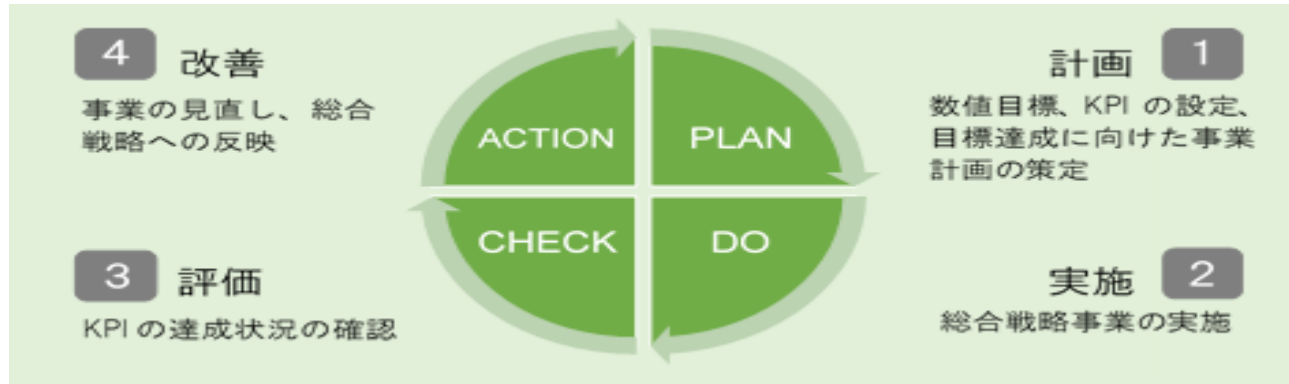 4 改善
事業の見直し、総合
戦略への反映
ACTION
PLAN
計画 1
数値目標、KPI の設定、
目標達成に向けた事業
計画の策定
3 評価
KPI の達成状況の確認
CHECK
DO
実施 2
総合戦略事業の実施